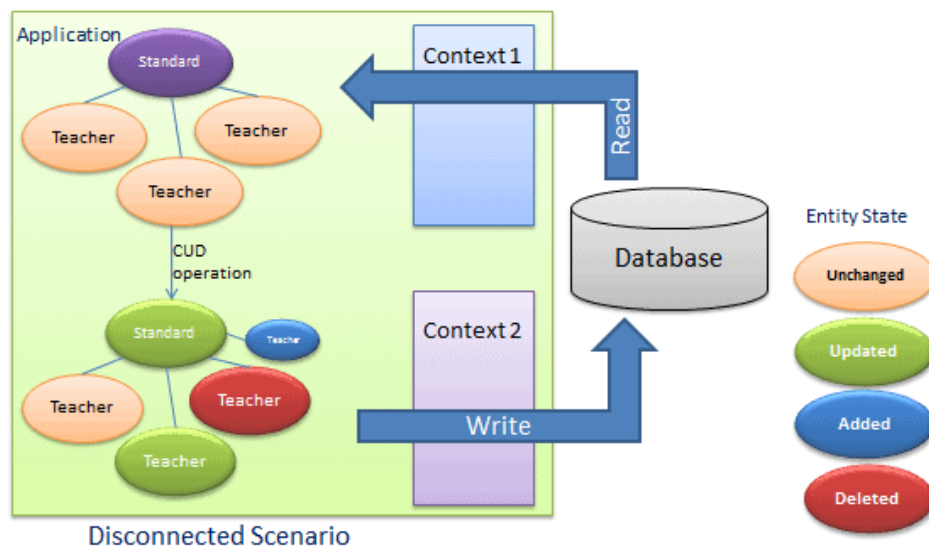 Application
Standard
Teacher
Teacher
Teacher
CUD
operation
Standard
Teacher
Teacher
Teacher
Teacher
Context 1
Read
Database
Context 2
Write
Entity State
Unchanged
Updated
Added
Deleted
Disconnected Scenario